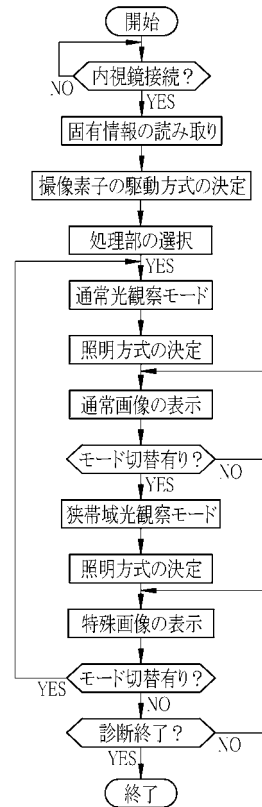 開始
内視鏡接続？
NO
YES
固有情報の読み取り
撮像素子の駆動方式の決定
処理部の選択
YES
通常光観察モード
照明方式の決定
通常画像の表示
モード切替有り？
NO
YES
狭帯域光観察モード
照明方式の決定
特殊画像の表示
モード切替有り？
YES
NO
診断終了？
NO
YES
終了